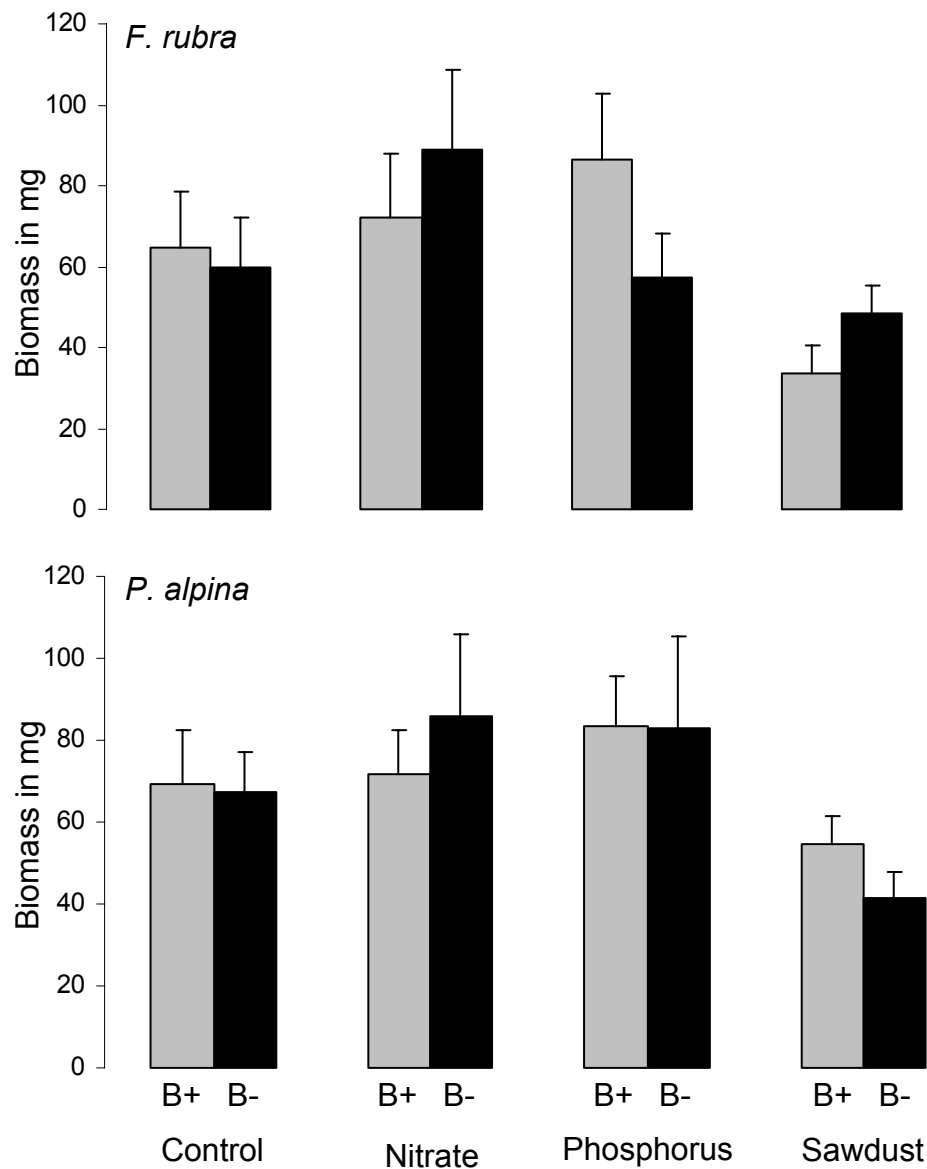 120
F. rubra
100
80
60
40
20
0
Biomass in mg
120
P. alpina
100
80
60
40
20
0
Biomass in mg
B+ B- B+ B- B+ B- B+ B-
Control Nitrate Phosphorus Sawdust